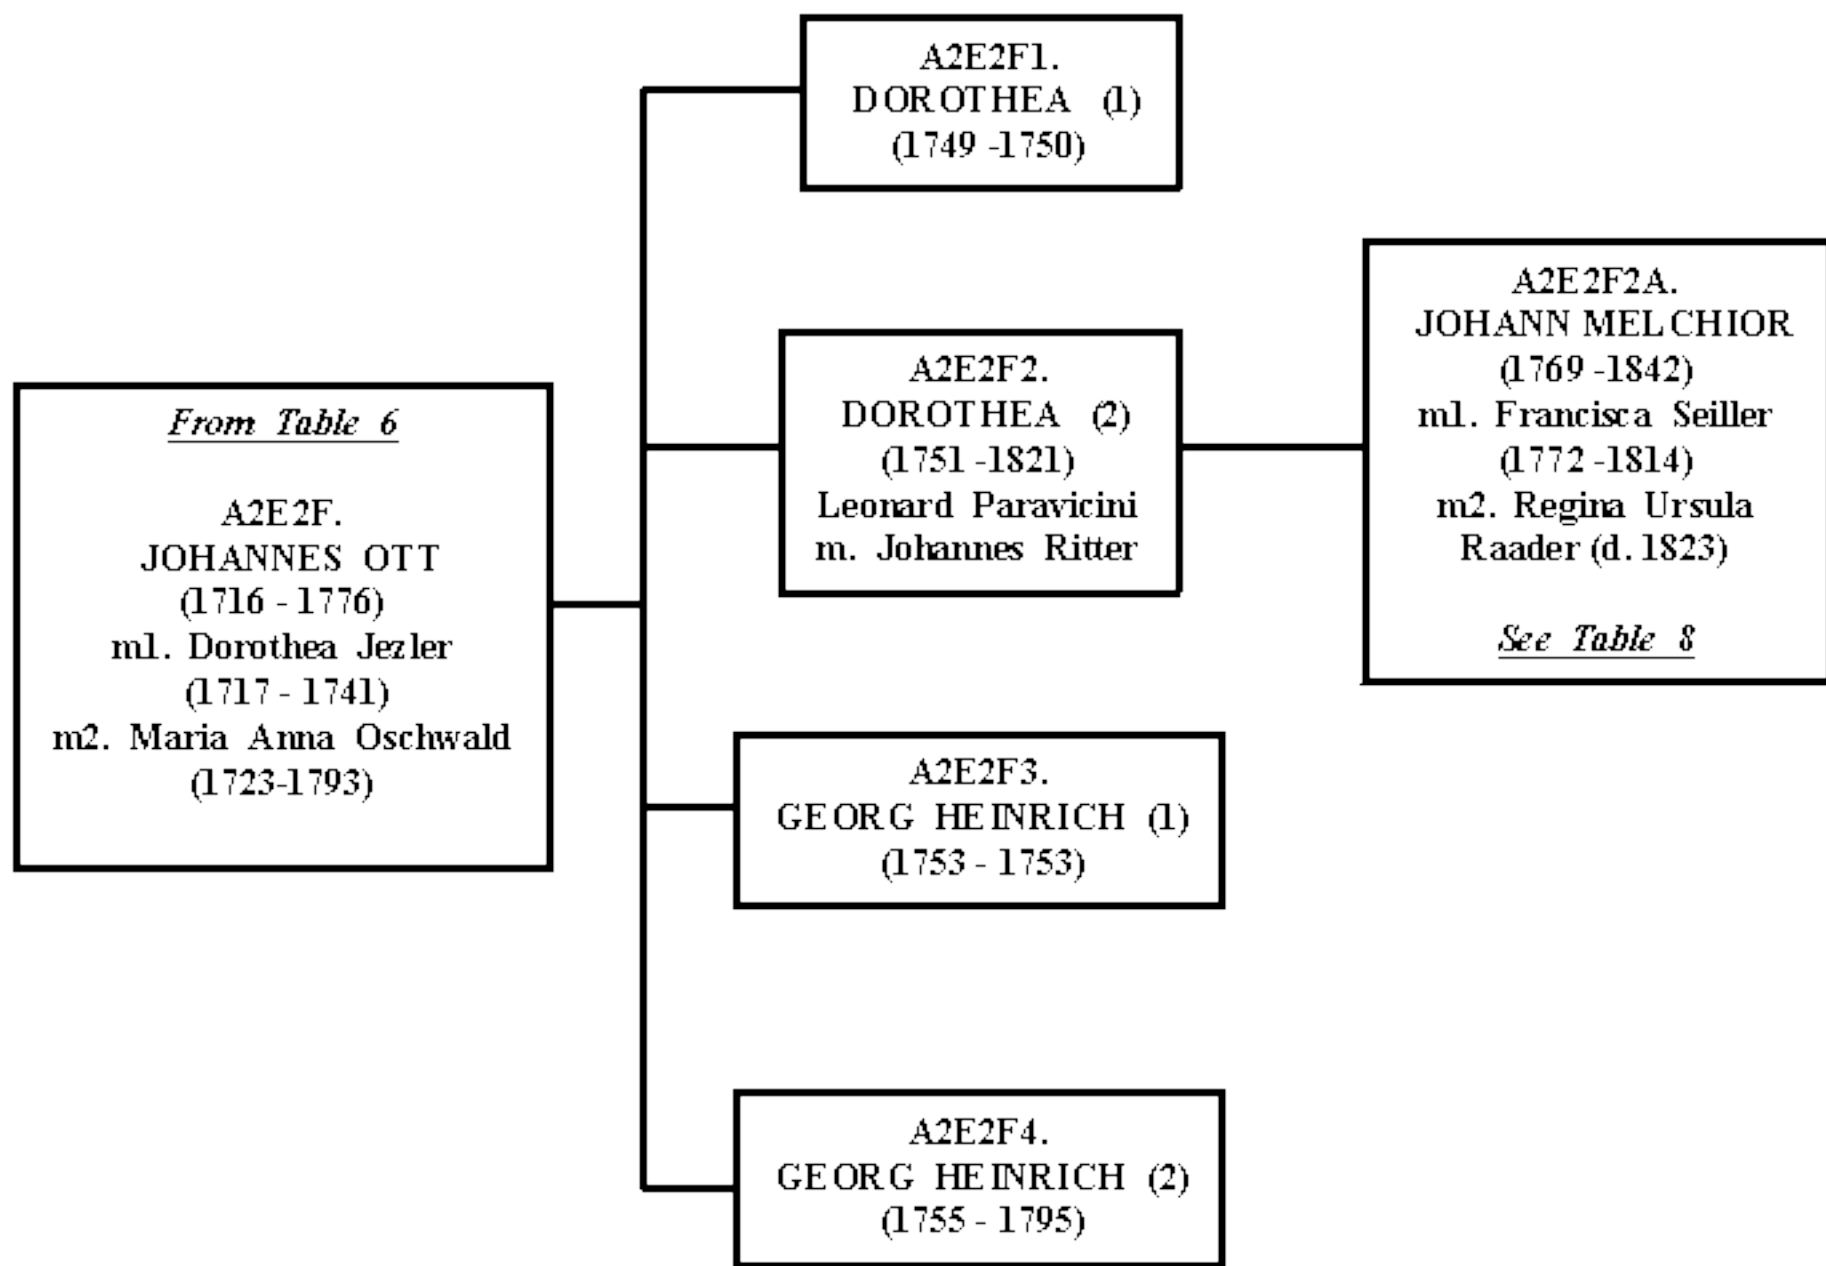 From Table 6
A2E2F.
JOHANNES OTT
(1716 - 1776)
m1. Dorothea Jezler
(1717 - 1741)
m2. Maria Anna Oschwald
(1723-1793)
A2E2F1.
DOROTHEA (1)
(1749 -1750)
A2E2F2.
DOROTHEA (2)
(1751 -1821)
Leonard Paravicini
m. Johannes Ritter
A2E2F2A.
JOHANN MELCHIOR
(1769 -1842)
m1. Francisca Seiller
(1772 -1814)
m2. Regina Ursula
Raader (d. 1823)
See Table 8
A2E2F3.
GEORG HEINRICH (1)
(1753 - 1753)
A2E2F4.
GEORG HEINRICH (2)
(1755 - 1795)